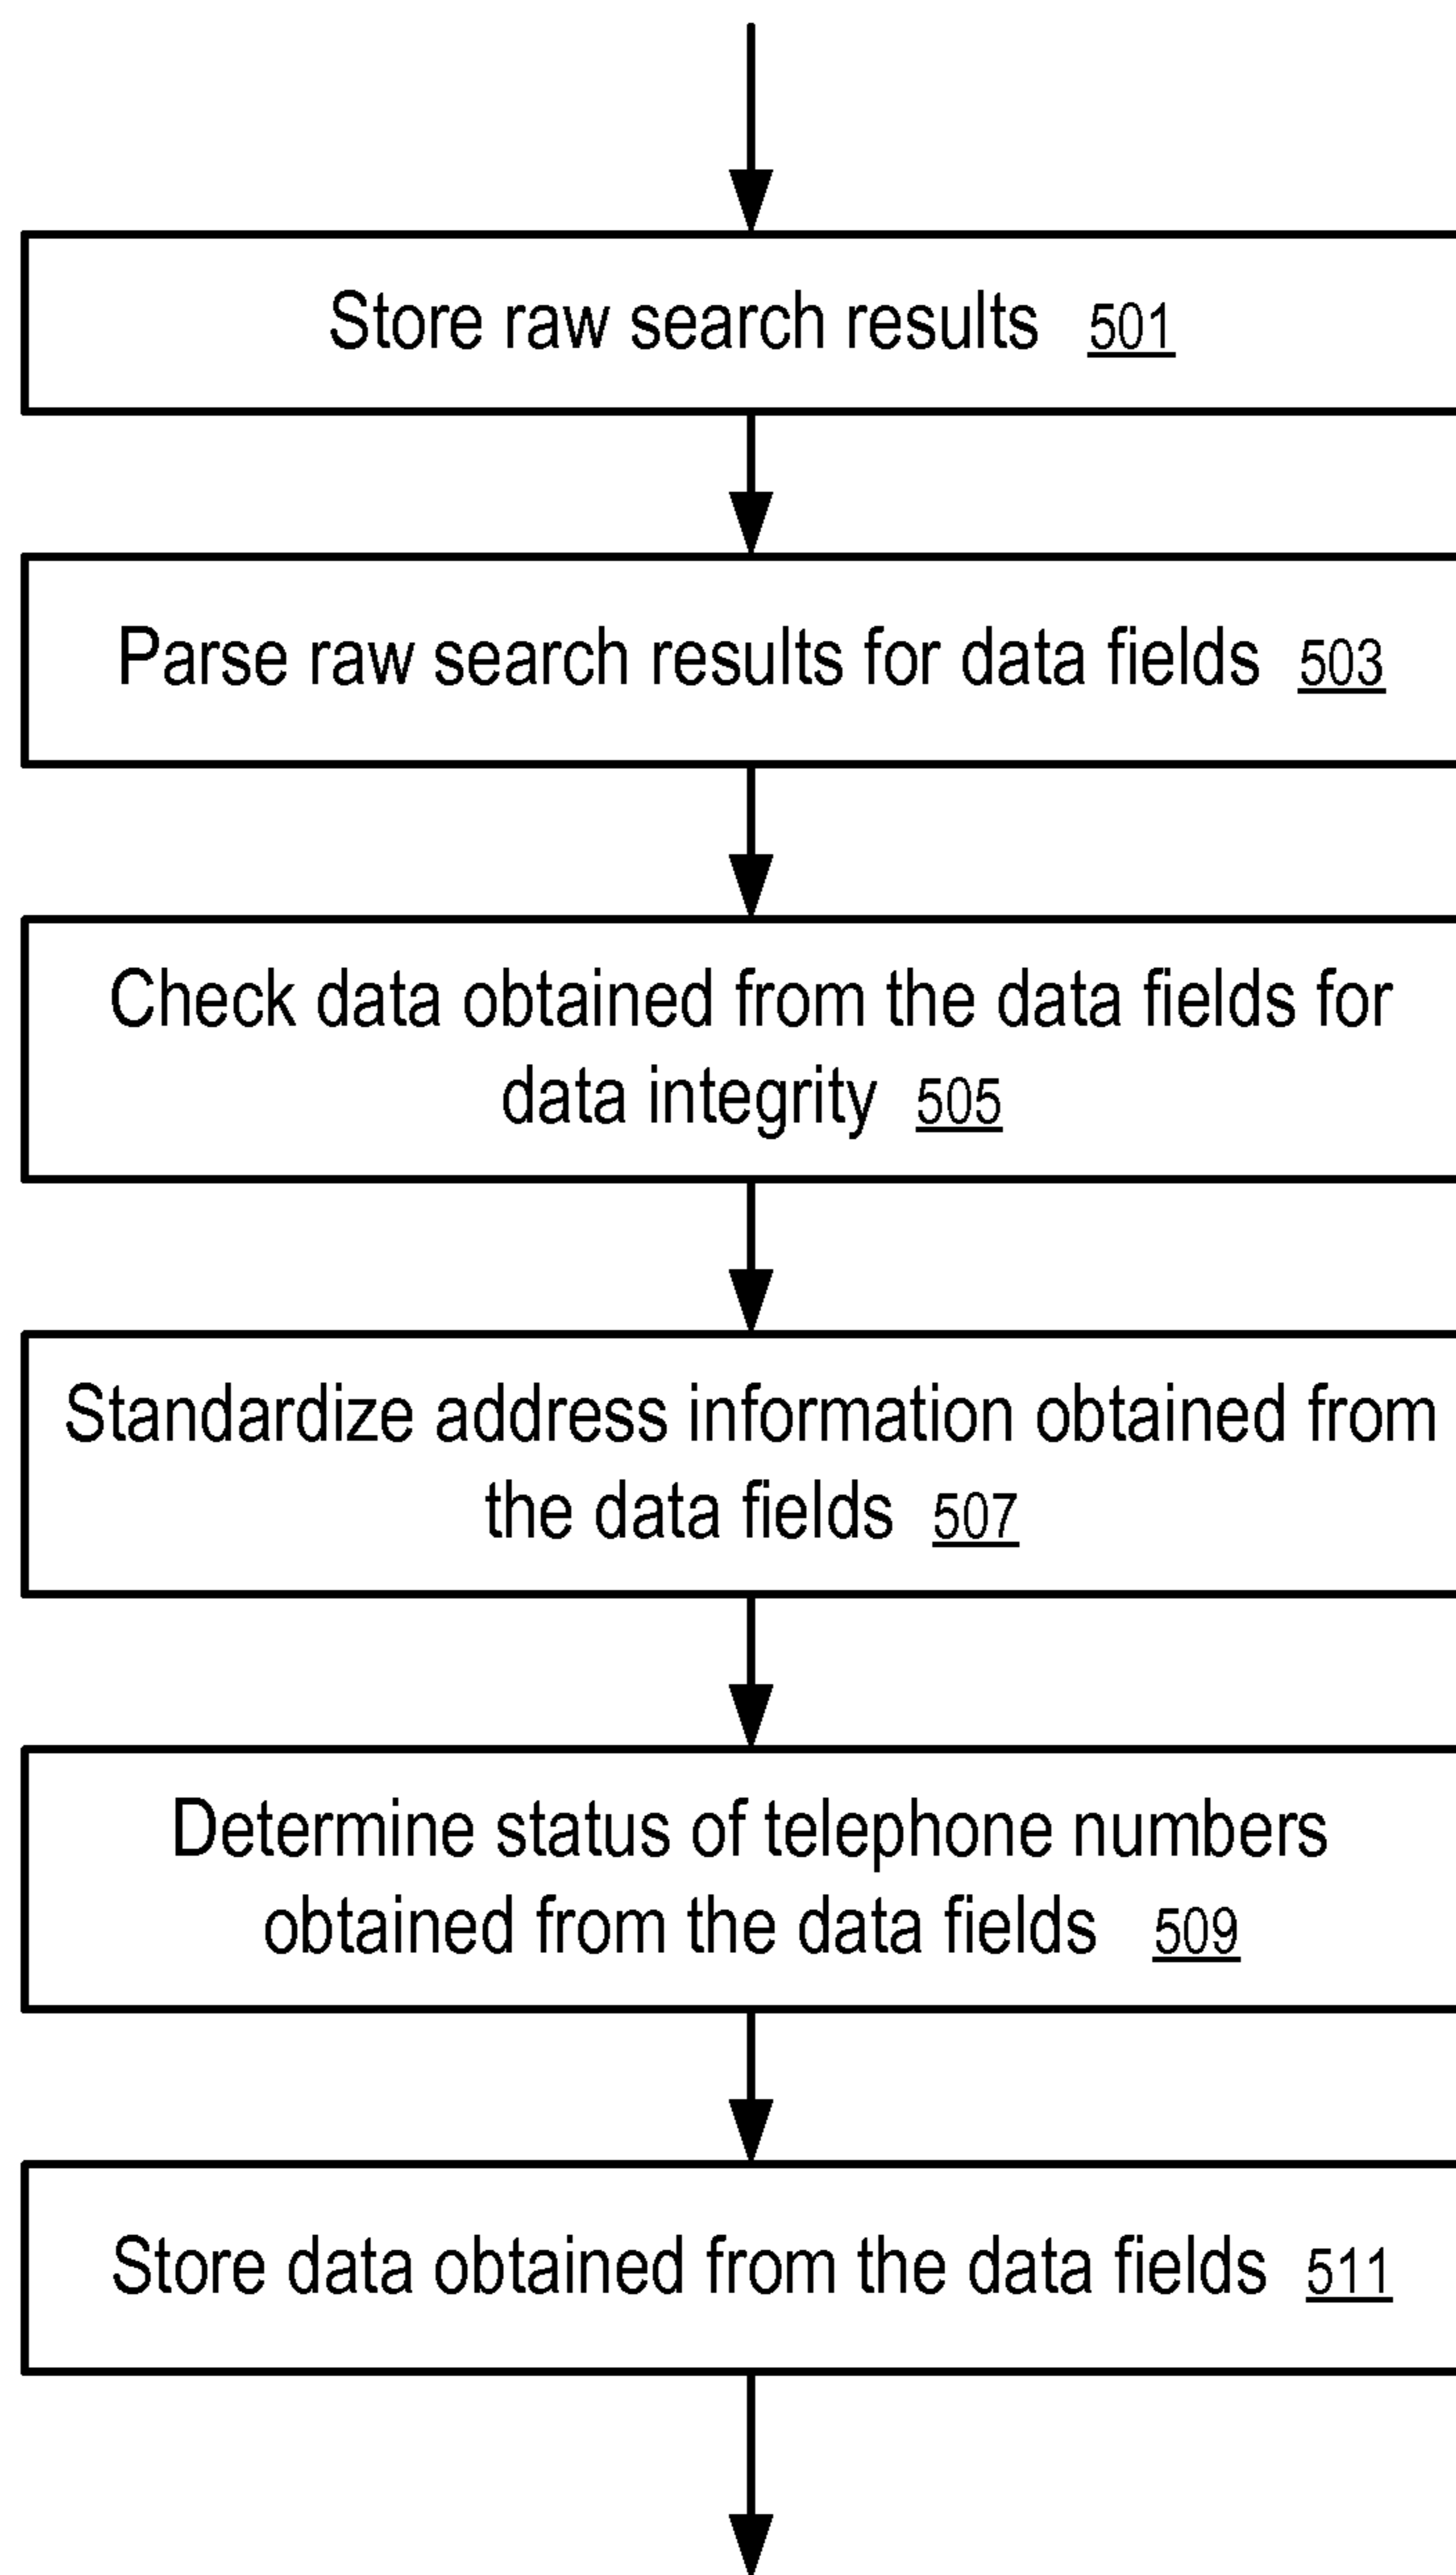 Store raw search results 501
Parse raw search results for data fields 503
Check data obtained from the data fields for
data integrity 505
Standardize address information obtained from
the data fields 507
Determine status of telephone numbers
obtained from the data fields 509
Store data obtained from the data fields 511